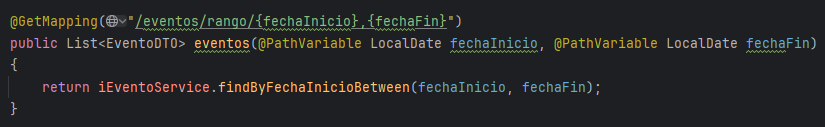 @GetMapping("/eventos/rango/{fechaInicio},{fechaFin}")
public List<EventoDTO> eventos(@PathVariable LocalDate fechaInicio, @PathVariable LocalDate fechaFin)
{
    return iEventoService.findByFechaInicioBetween(fechaInicio, fechaFin);
}